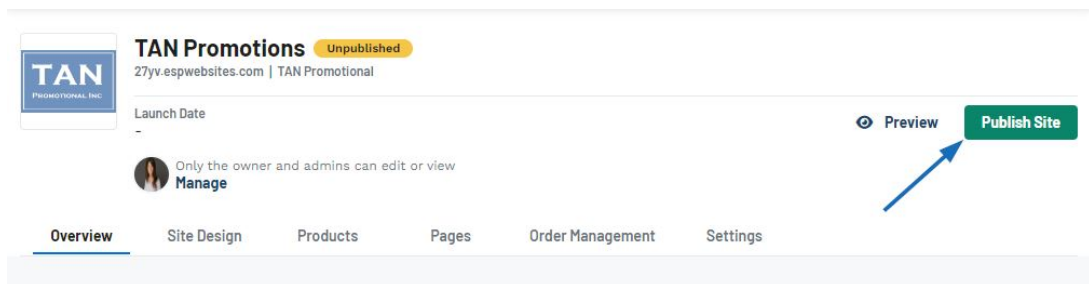 TAN
PROMOTIONAL INC
TAN Promotions Unpublished
27yv.espwebsites.com | TAN Promotional
Launch Date
-
Preview Publish Site
Only the owner and admins can edit or view
Manage
Overview Site Design Products Pages Order Management Settings